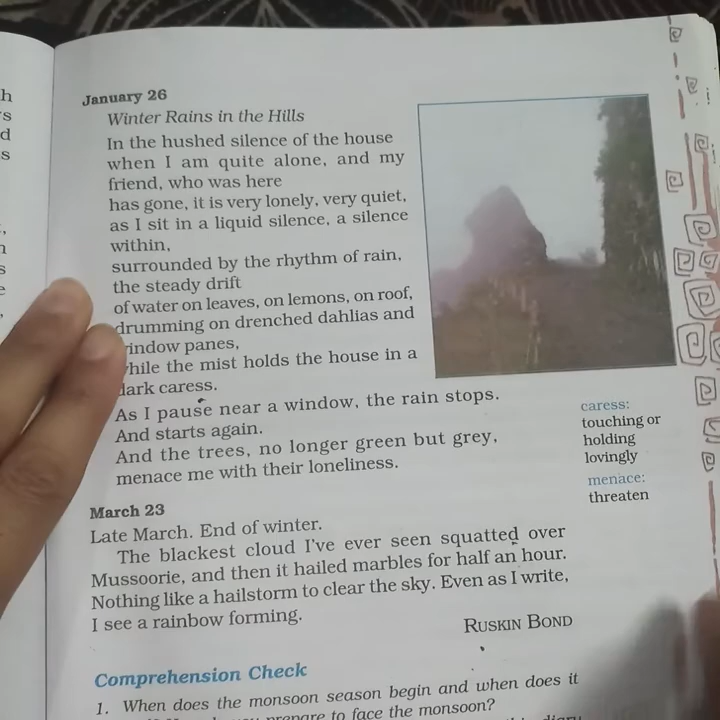 January 26
Winter Rains in the Hills
In the hushed silence of the house
when I am quite alone, and my
friend, who was here
has gone, it is very lonely, very quiet,
as I sit in a liquid silence, a silence
within,
surrounded by the rhythm of rain,
the steady drift
of water on leaves, on lemons, on roof,
drumming on drenched dahlias and
window panes,
while the mist holds the house in a
dark caress.
As I pause near a window, the rain stops.
And starts again.
And the trees, no longer green but grey,
menace me with their loneliness.
caress:
touching or
holding
lovingly
menace:
threaten
March 23
Late March. End of winter.
The blackest cloud I've ever seen squatted over
Mussoorie, and then it hailed marbles for half an hour.
Nothing like a hailstorm to clear the sky. Even as I write,
I see a rainbow forming.
RUSKIN BOND
Comprehension Check
1. When does the monsoon season begin and when does it
prepare to face the monsoon?